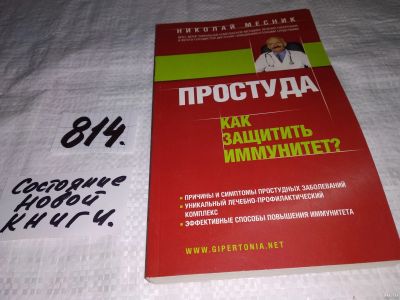 814.
Состояние
новой
книги.
НИКОЛАЙ МЕСНИК
ПРОСТУДА
КАК
ЗАЩИТИТЬ
ИММУНИТЕТ?
• ПРИЧИНЫ И СИМПТОМЫ ПРОСТУДНЫХ ЗАБОЛЕВАНИЙ
• УНИКАЛЬНЫЙ ЛЕЧЕБНО-ПРОФИЛАКТИЧЕСКИЙ
КОМПЛЕКС
• ЭФФЕКТИВНЫЕ СПОСОБЫ ПОВЫШЕНИЯ ИММУНИТЕТА
WWW.GIPERTONIA.NET